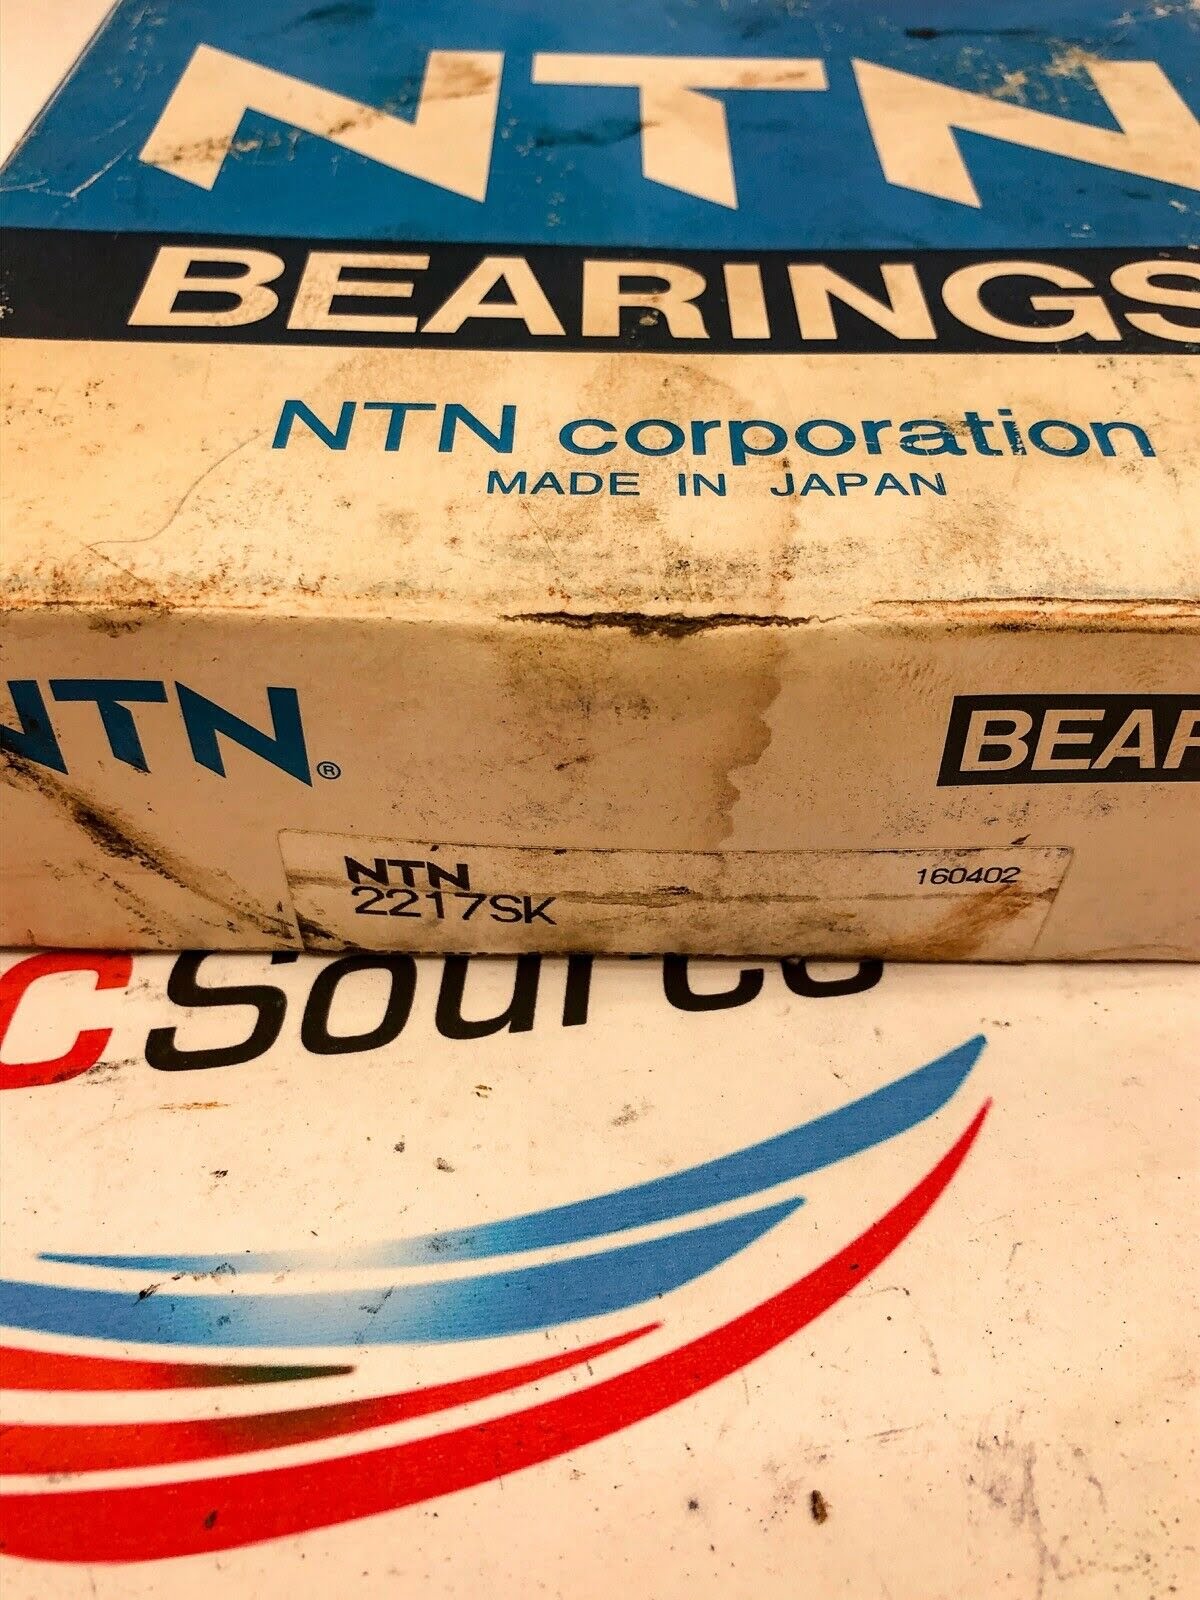 NTN
BEARINGS
NTN corporation
MADE IN JAPAN
NTN®
BEAR
NTN
160402
2217SK
cSource